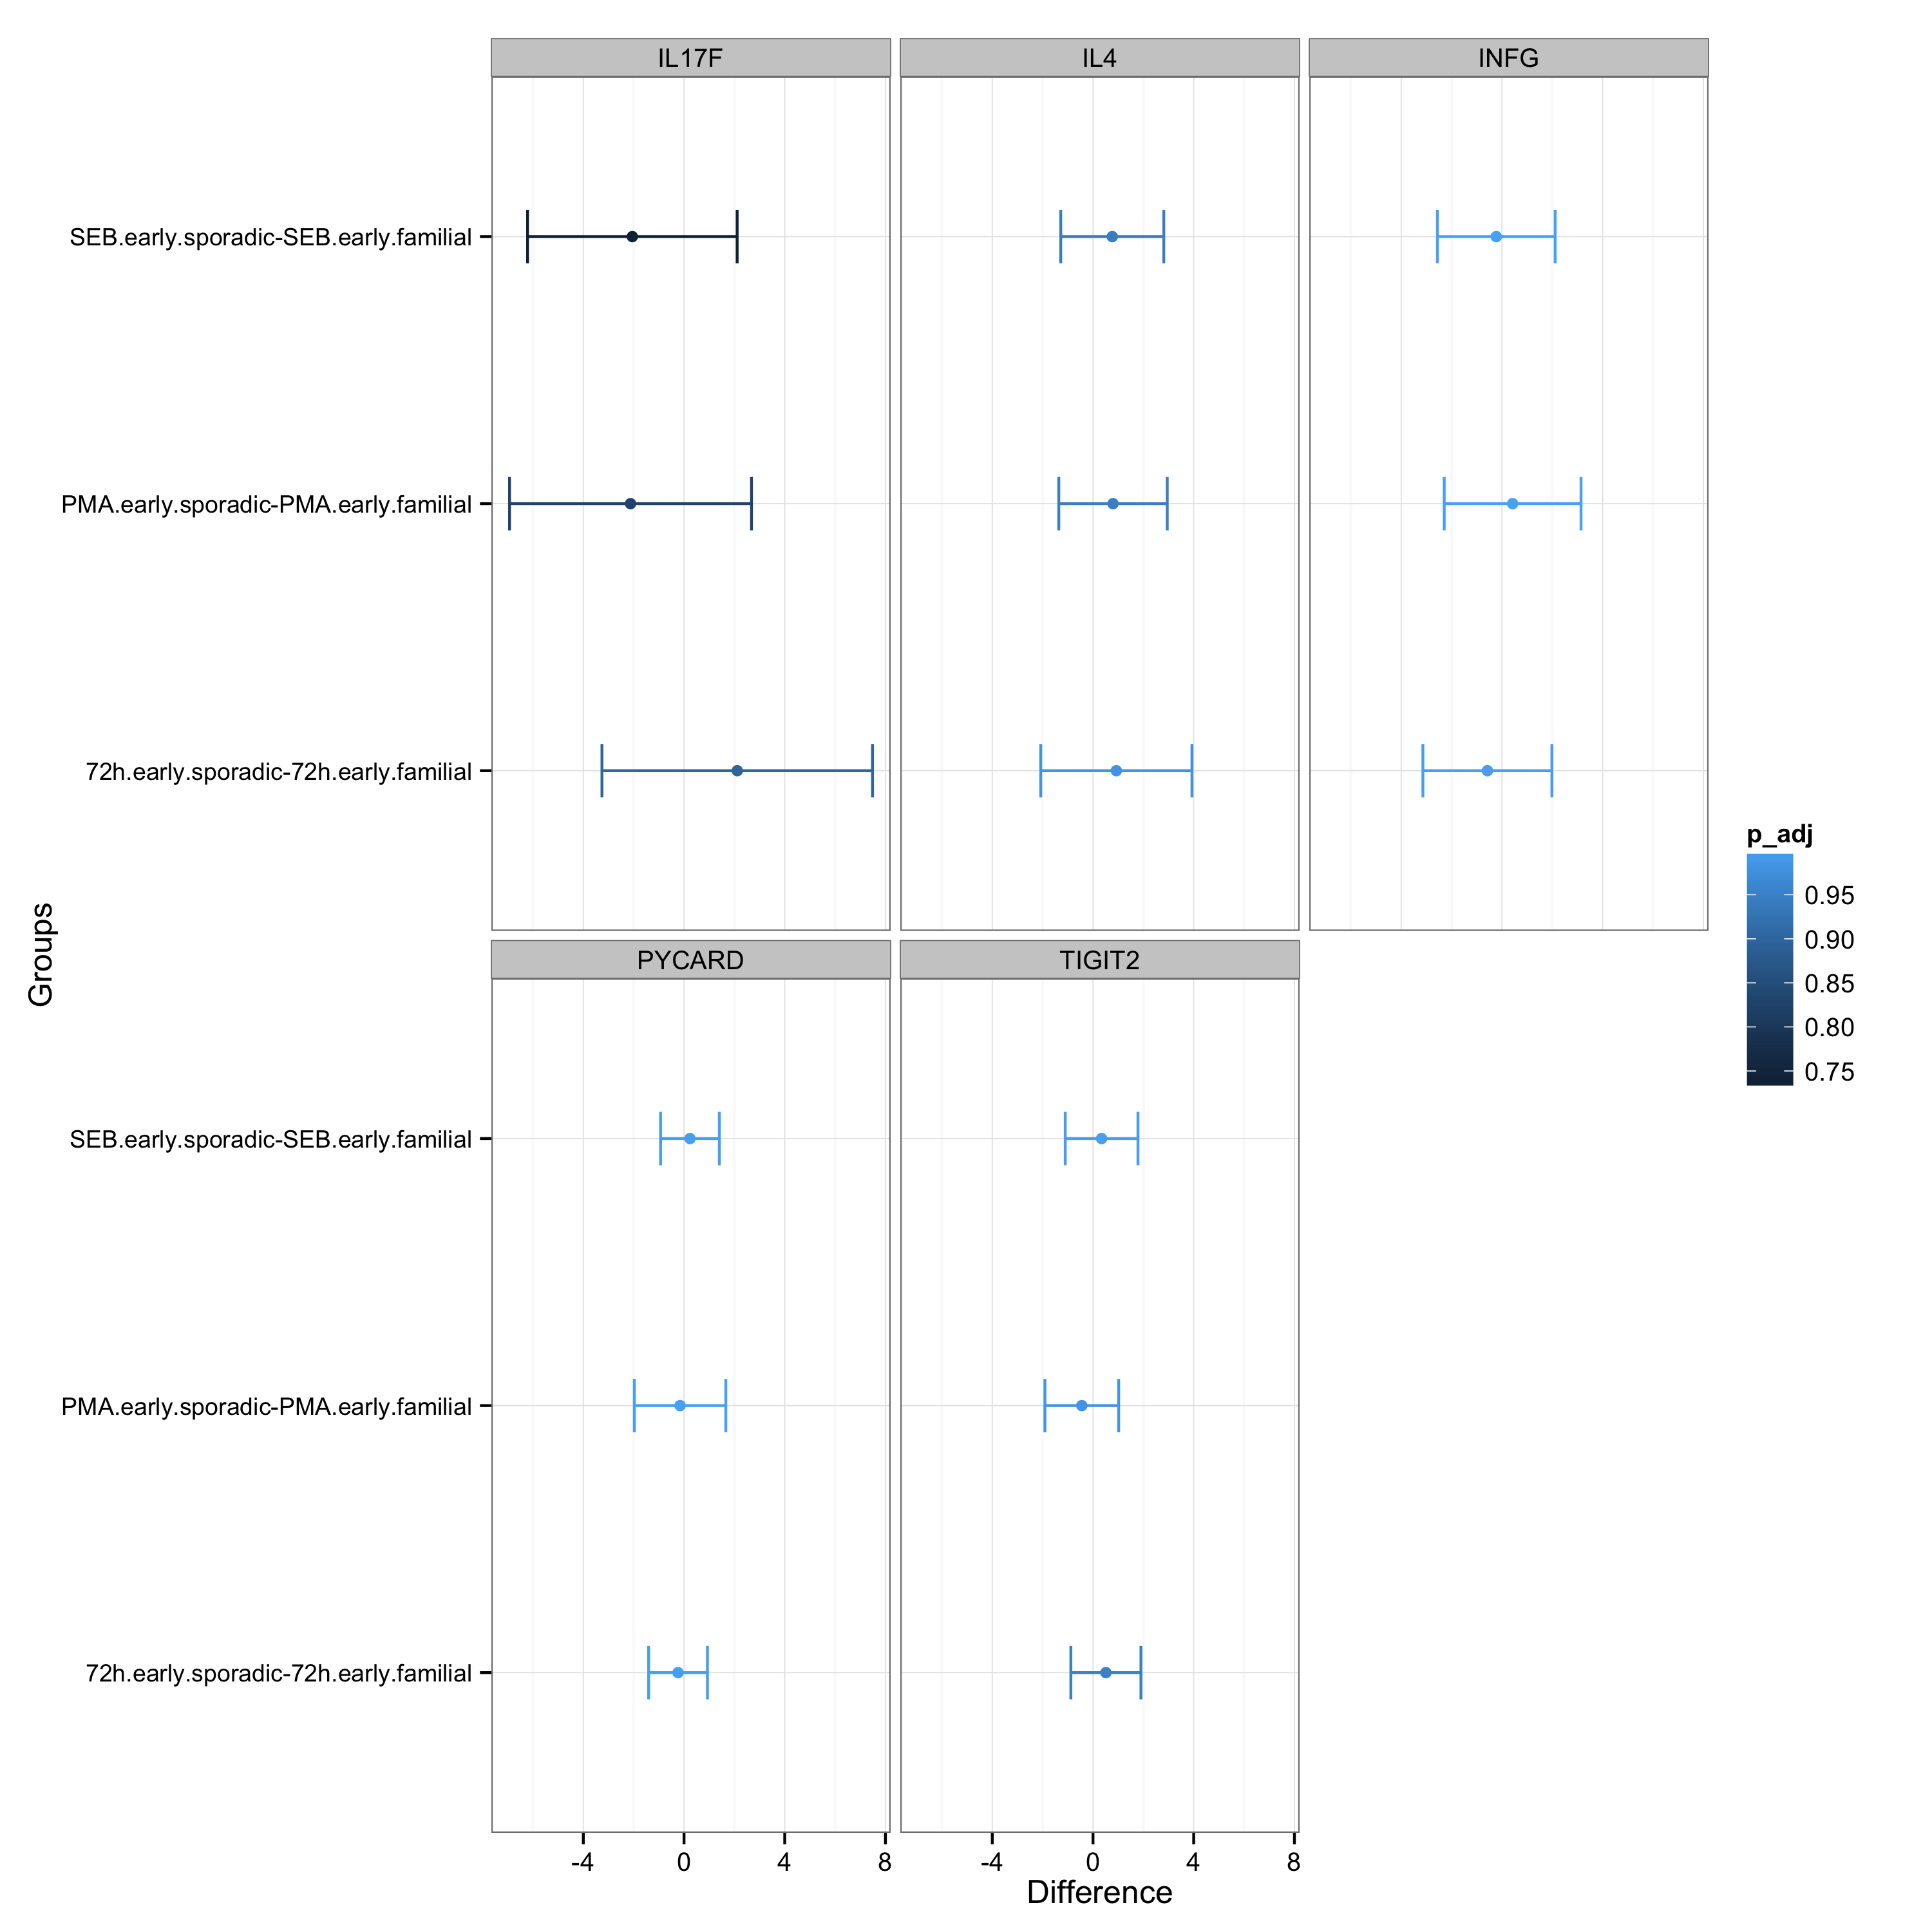 IL17F
IL4
INFG
SEB.early.sporadic-SEB.early.familial
PMA.early.sporadic-PMA.early.familial
72h.early.sporadic-72h.early.familial
Groups
PYCARD
TIGIT2
SEB.early.sporadic-SEB.early.familial
PMA.early.sporadic-PMA.early.familial
72h.early.sporadic-72h.early.familial
-4 0 4 8
-4 0 4 8
Difference
p_adj
0.95
0.90
0.85
0.80
0.75